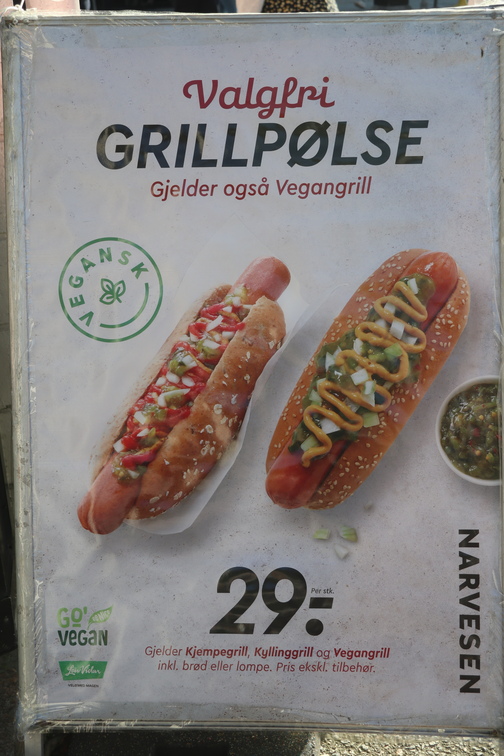 Valgfri
GRILLPØLSE
Gjelder også Vegangrill
VEGANSK
29:-
Per stk.
NARVESEN
GO'
VEGAN
Gjelder Kjempegrill, Kyllinggrill og Vegangrill
inkl. brød eller lompe. Pris ekskl. tilbehør.